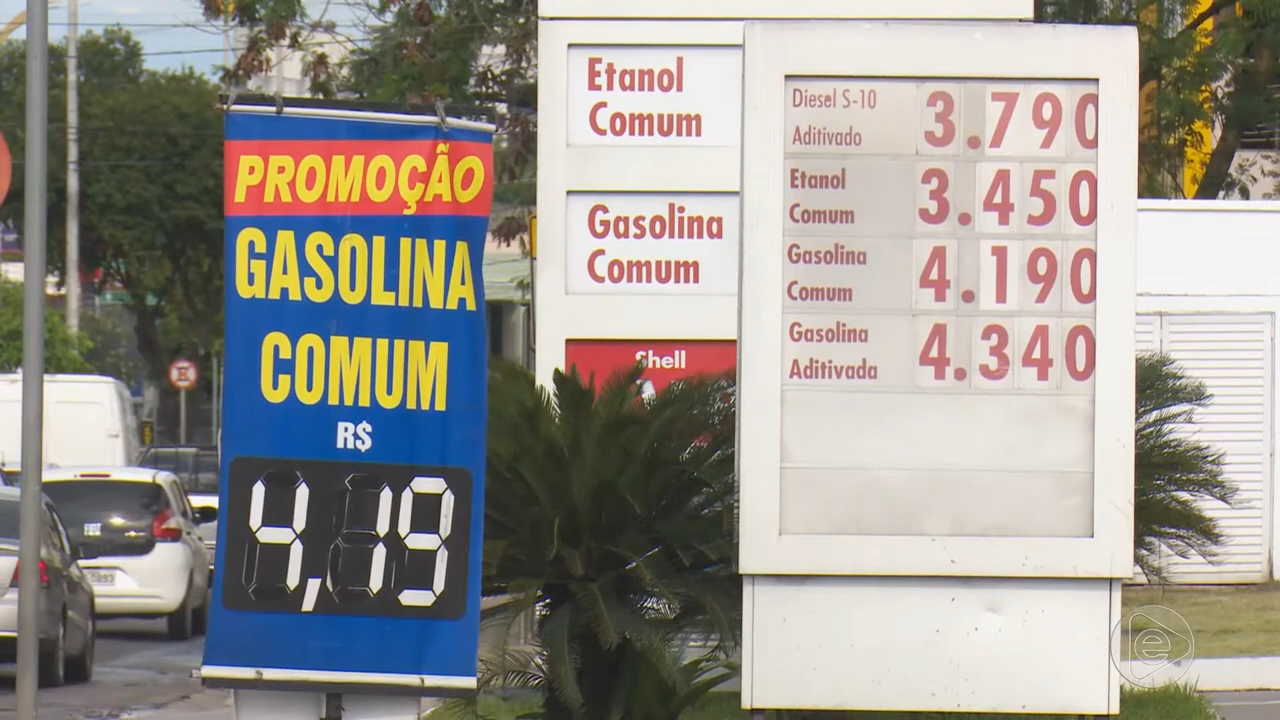 PROMOÇÃO
GASOLINA
COMUM
R$
4,19
Etanol
Comum
Gasolina
Comum
Shell
Diesel S-10
Aditivado
3.790
Etanol
Comum
3.450
Gasolina
Comum
4.190
Gasolina
Aditivada
4.340
e